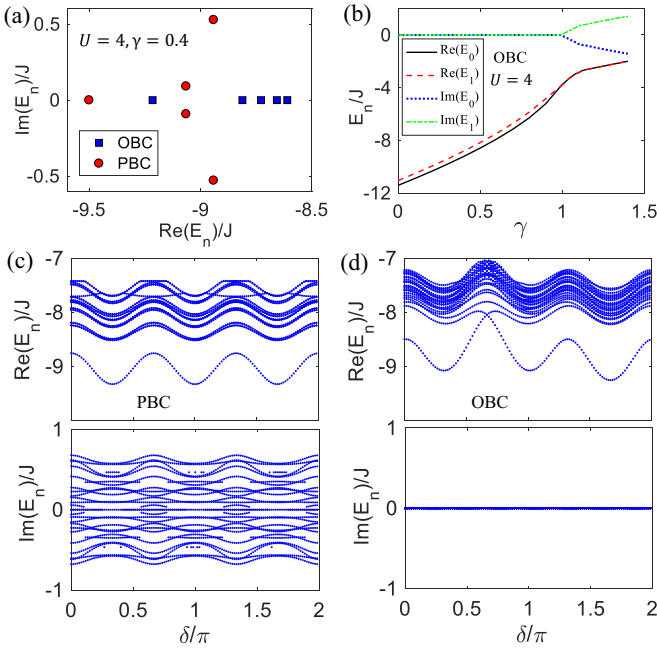 (a)
0.5
0
-0.5
Im(E_n)/J
U = 4, γ = 0.4
OBC
PBC
-9.5
-9
-8.5
Re(E_n)/J
(b)
0
-4
-8
-12
E_n/J
Re(E_0)
Re(E_1)
Im(E_0)
Im(E_1)
OBC
U = 4
0
0.5
1
1.5
γ
(c)
-7
-8
-9
Re(E_n)/J
PBC
1
0
-1
Im(E_n)/J
0
0.5
1
1.5
2
δ/π
(d)
-7
-8
-9
Re(E_n)/J
OBC
1
0
-1
Im(E_n)/J
0
0.5
1
1.5
2
δ/π